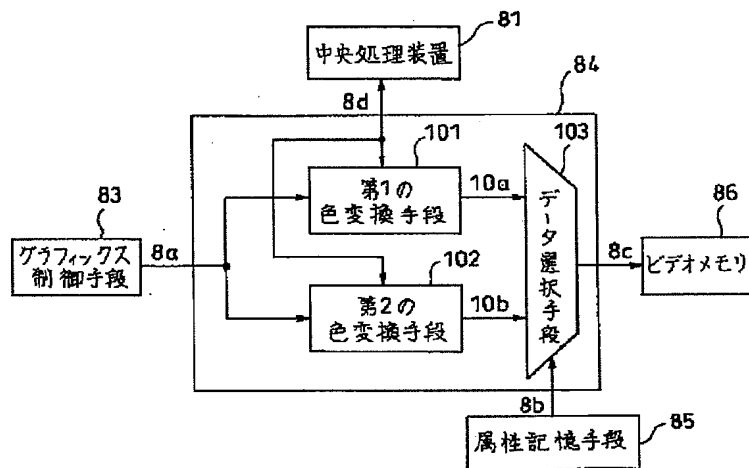 81
中央処理装置
84
8d
101
103
第1の
色変換手段
10a
83
86
グラフィックス
制御手段
8a
データ選択手段
8c
ビデオメモリ
102
第2の
色変換手段
10b
8b
85
属性記憶手段